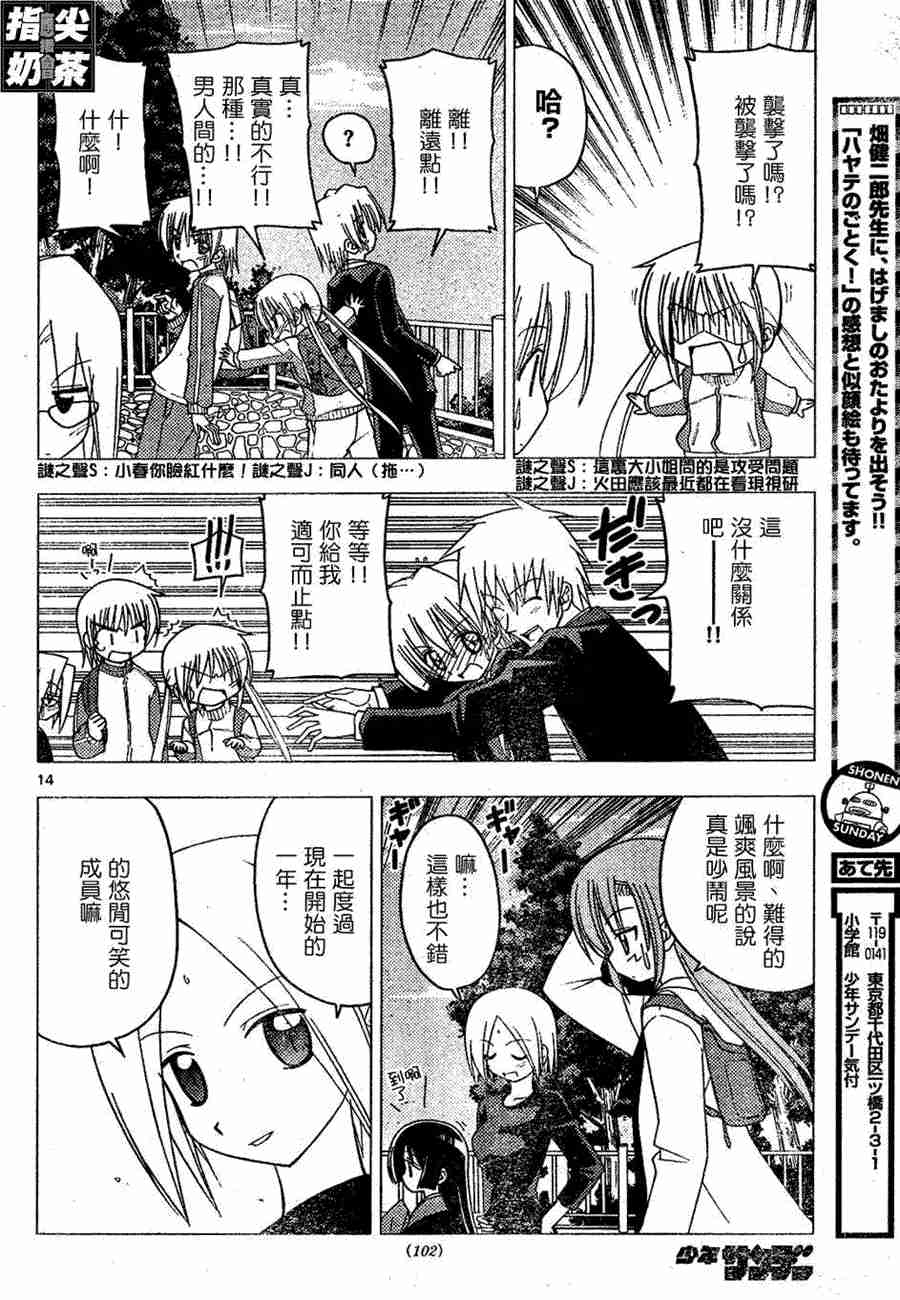 指尖
奶茶
襲擊了嗎!?
被襲擊了嗎!?
哈?
離!!
離遠點!!
?
真…
真實的不行!!
那種…!!
男人間的…!!
什!
什麼啊!
謎之聲S：這裏大小姐問的是攻受問題
謎之聲J：火田應該最近都在看現視研
謎之聲S：小春你臉紅什麼！謎之聲J：同人（拖…）
這
沒什麼關係
吧——!!
だきっ
等等!!
你給我
適可而止點!!
!!!
啊
14
什麼啊、難得的
颯爽風景的說
真是吵鬧呢
ギャー
ギャー
嘛…
這樣也不錯
到啊
了…
一起度過
現在開始的
一年…
的悠閒可笑的
成員嘛
(102)
少年サンデー
畑健二郎先生に、はげましのおたよりを出そう!!
「ハヤテのごとく！」の感想と似顔絵も待ってます。
SHONEN
SUNDAY
あて先
〒119-0141 東京都千代田区一ツ橋2-3-1
小学館 少年サンデー気付